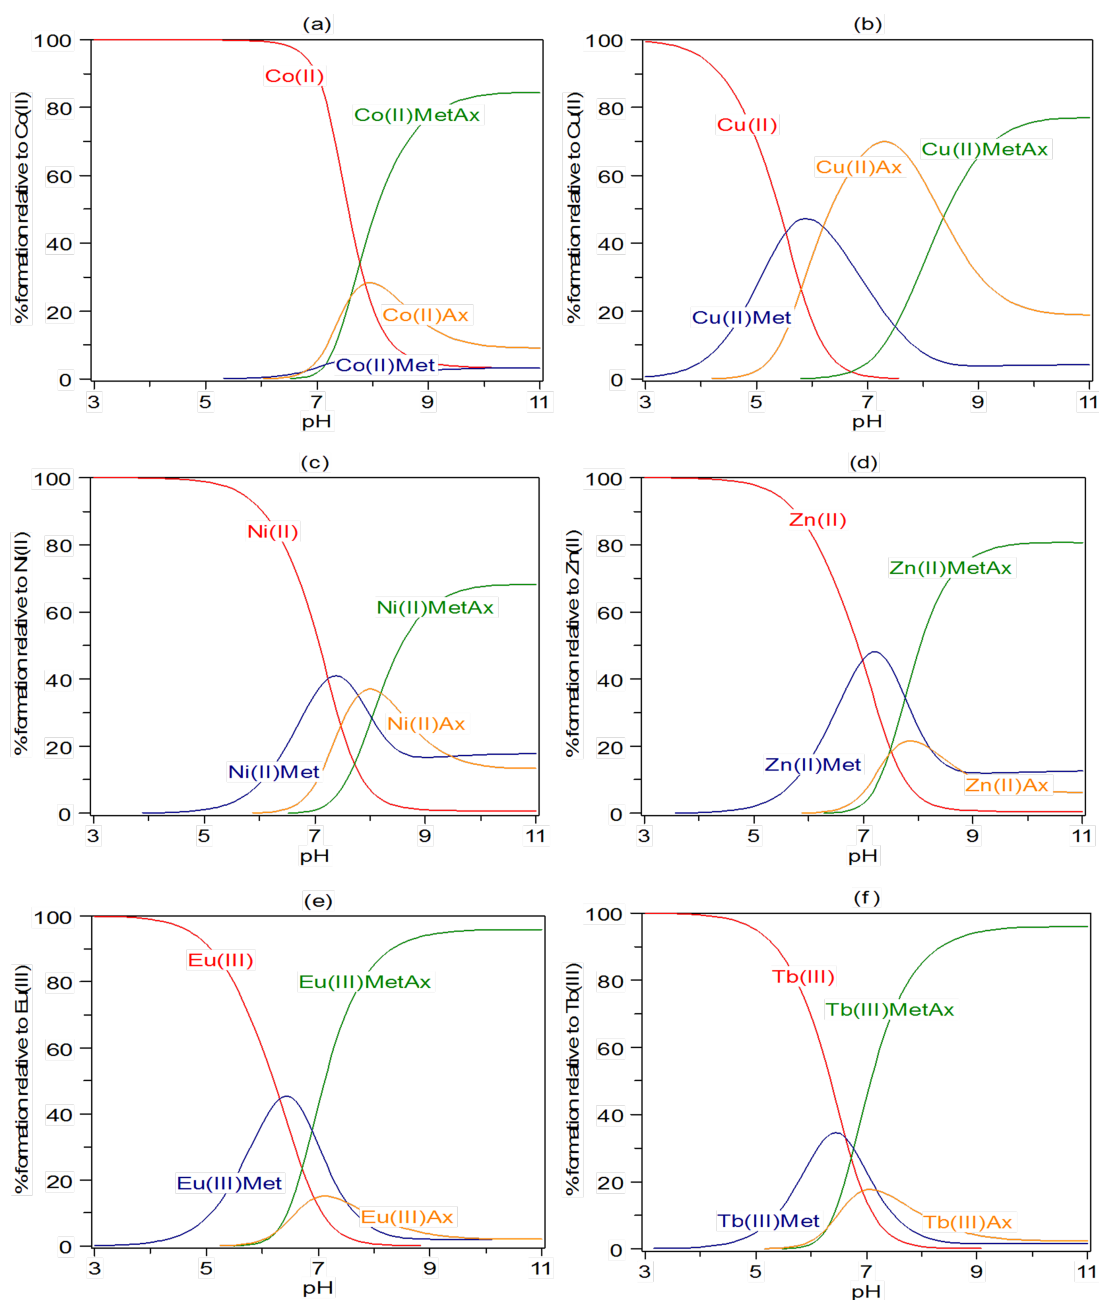 (a)
% formation relative to Co(II)
100
80
60
40
20
0
Co(II)
Co(II)MetAx
Co(II)Ax
Co(II)Met
3 5 7 9 11
pH
(b)
% formation relative to Cu(II)
100
80
60
40
20
0
Cu(II)
Cu(II)MetAx
Cu(II)Ax
Cu(II)Met
3 5 7 9 11
pH
(c)
% formation relative to Ni(II)
100
80
60
40
20
0
Ni(II)
Ni(II)MetAx
Ni(II)Ax
Ni(II)Met
3 5 7 9 11
pH
(d)
% formation relative to Zn(II)
100
80
60
40
20
0
Zn(II)
Zn(II)MetAx
Zn(II)Met
Zn(II)Ax
3 5 7 9 11
pH
(e)
% formation relative to Eu(III)
100
80
60
40
20
0
Eu(III)
Eu(III)MetAx
Eu(III)Met
Eu(III)Ax
3 5 7 9 11
pH
(f)
% formation relative to Tb(III)
100
80
60
40
20
0
Tb(III)
Tb(III)MetAx
Tb(III)Met
Tb(III)Ax
3 5 7 9 11
pH